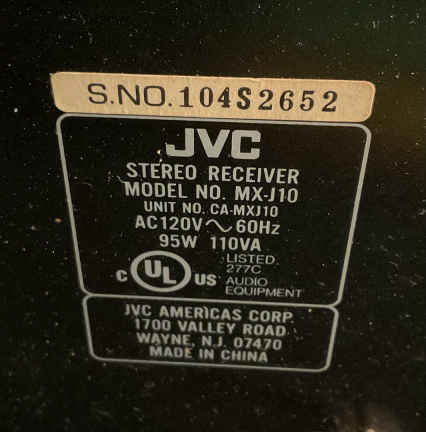 S.NO. 104S2652
JVC
STEREO RECEIVER
MODEL NO. MX-J10
UNIT NO. CA-MXJ10
AC120V~60Hz
95W 110VA
C UL US LISTED
277C
AUDIO
EQUIPMENT
JVC AMERICAS CORP.
1700 VALLEY ROAD
WAYNE, N.J. 07470
MADE IN CHINA